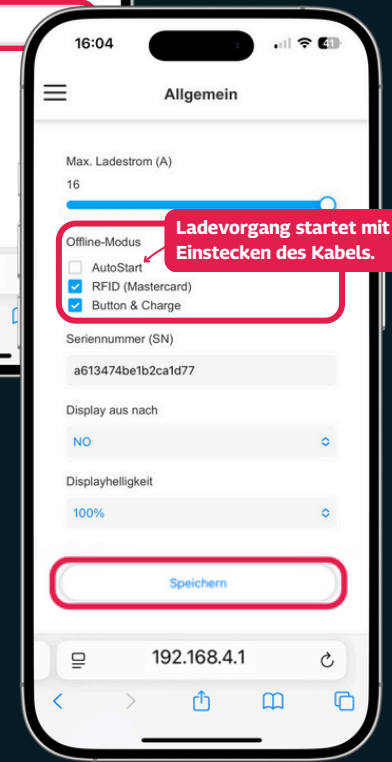 16:04
41
Allgemein
Max. Ladestrom (A)
16
Offline-Modus
Ladevorgang startet mit
Einstecken des Kabels.
AutoStart
RFID (Mastercard)
Button & Charge
Seriennummer (SN)
a613474be1b2ca1d77
Display aus nach
NO
Displayhelligkeit
100%
Speichern
192.168.4.1